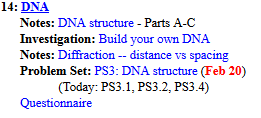 14: DNA
Notes: DNA structure - Parts A-C
Investigation: Build your own DNA
Notes: Diffraction -- distance vs spacing
Problem Set: PS3: DNA structure (Feb 20)
(Today: PS3.1, PS3.2, PS3.4)
Questionnaire